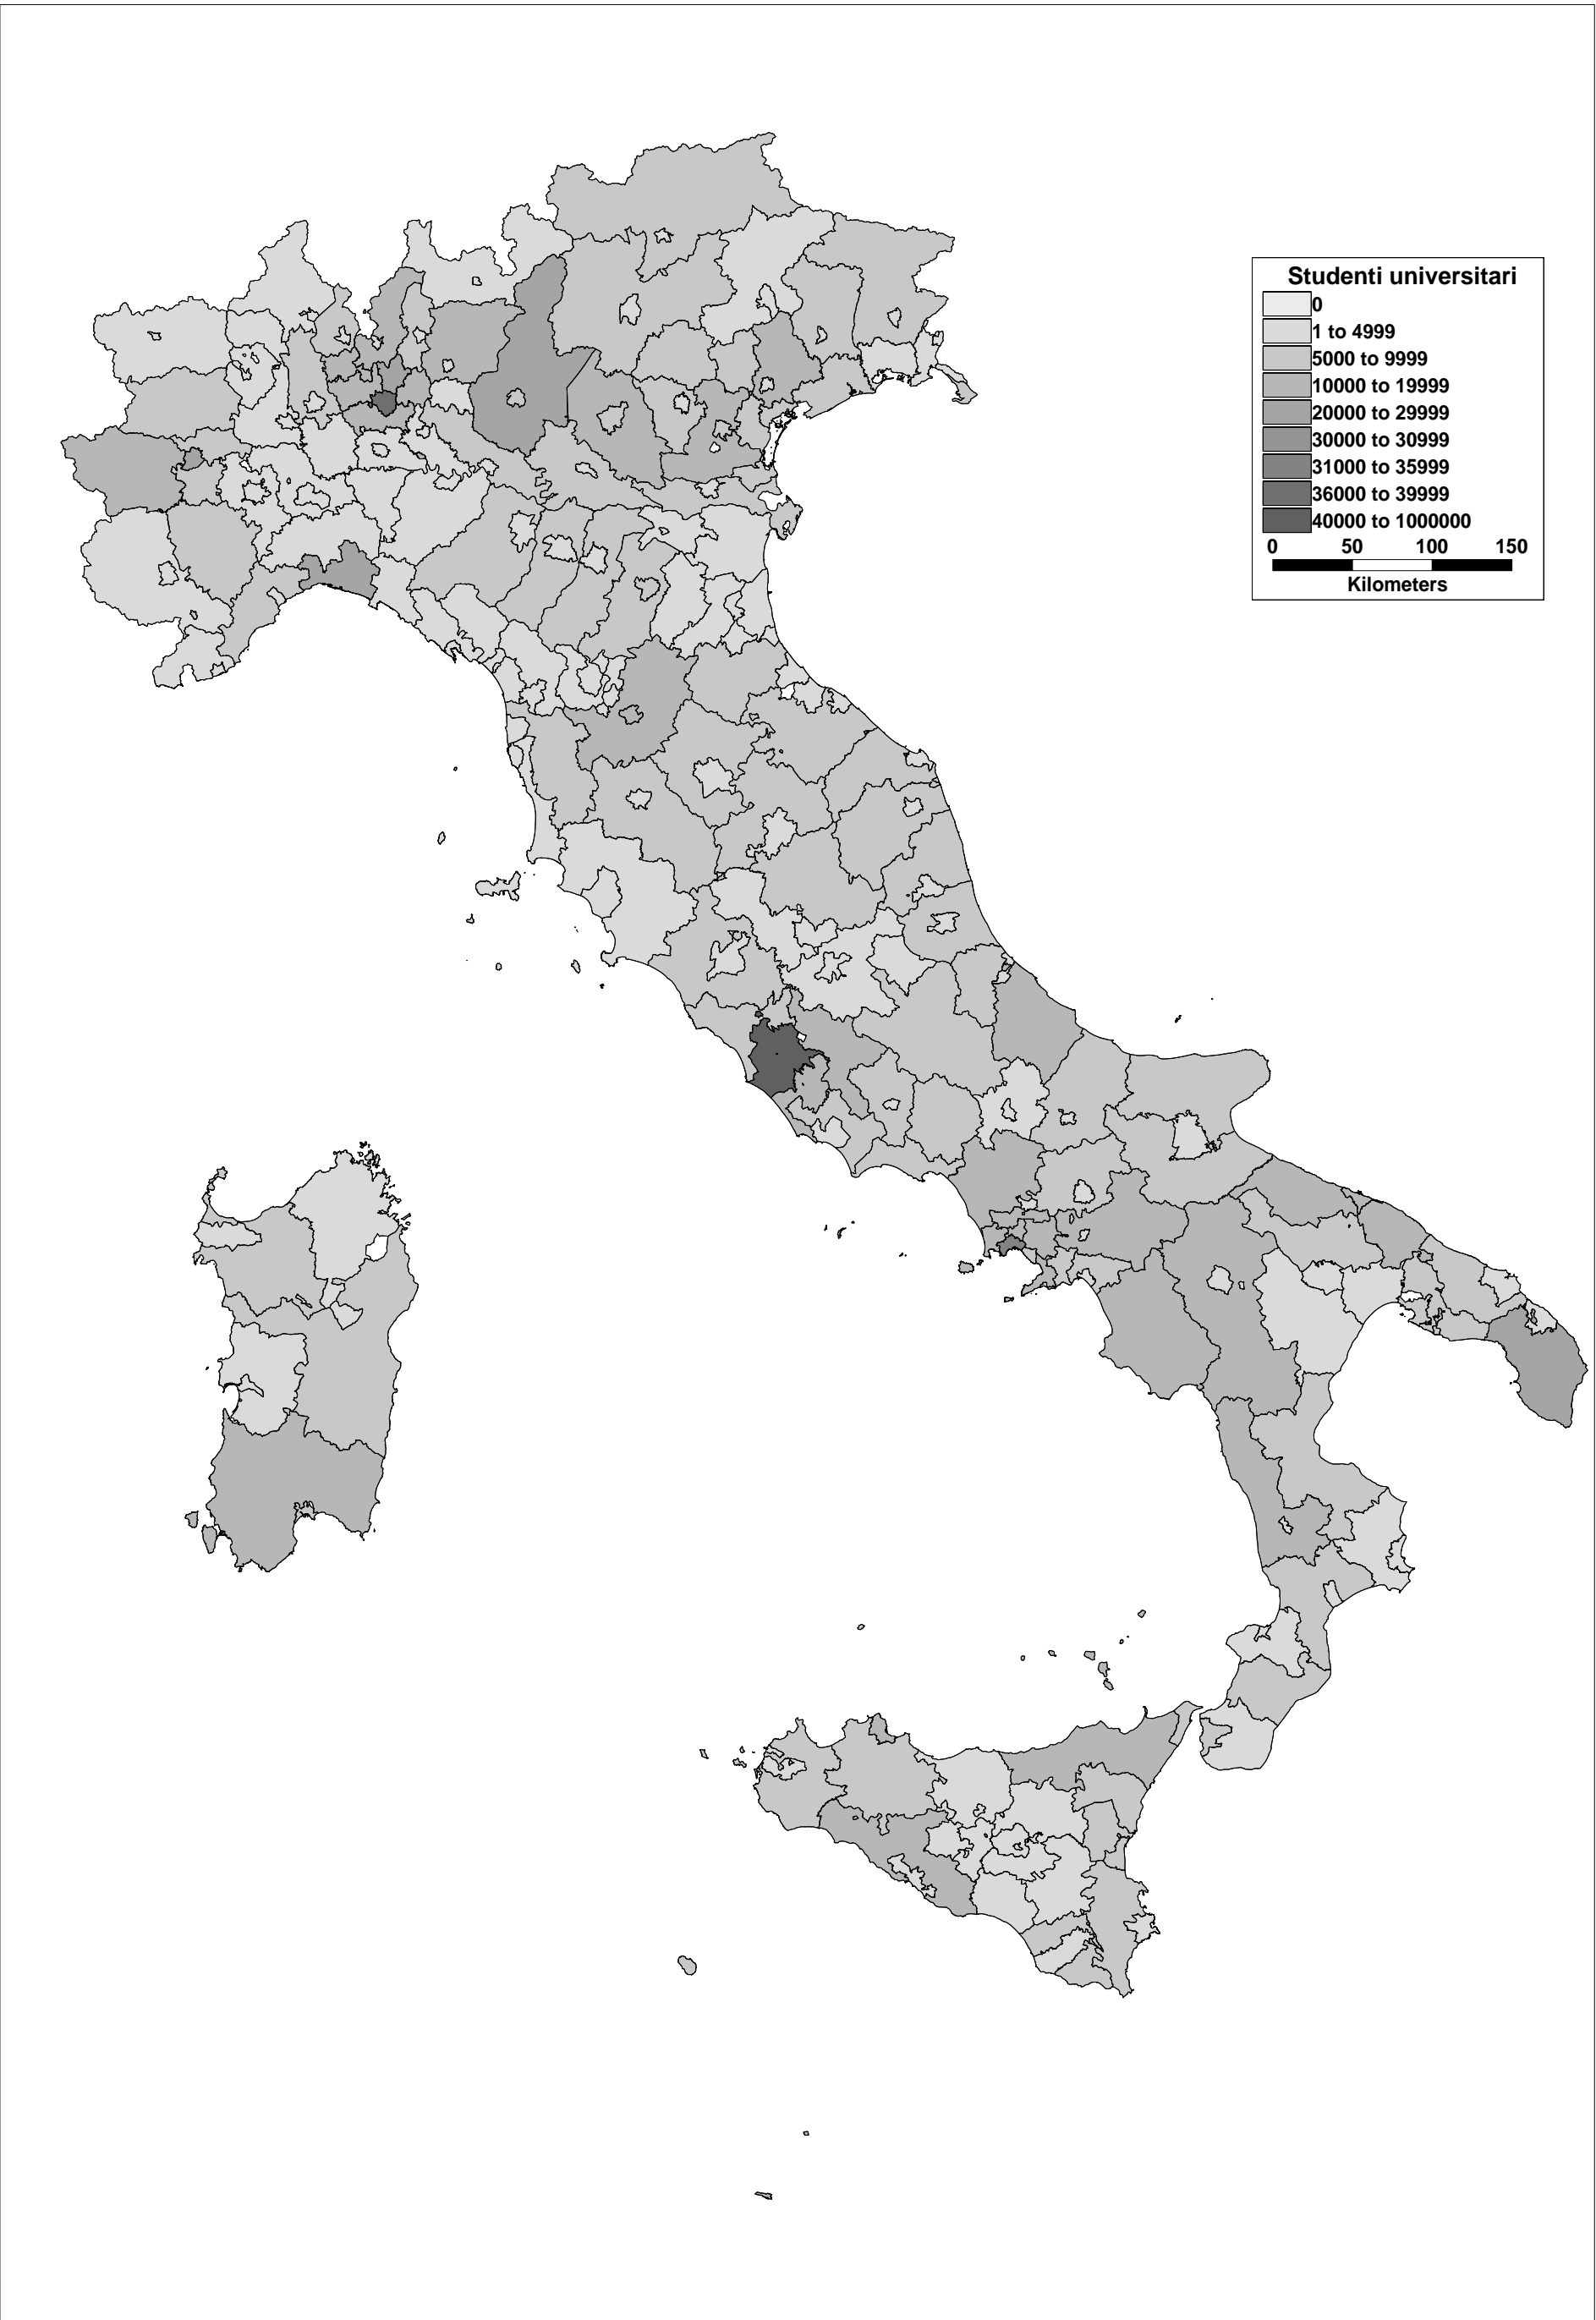 Studenti universitari
0
1 to 4999
5000 to 9999
10000 to 19999
20000 to 29999
30000 to 30999
31000 to 35999
36000 to 39999
40000 to 1000000
0 50 100 150
Kilometers